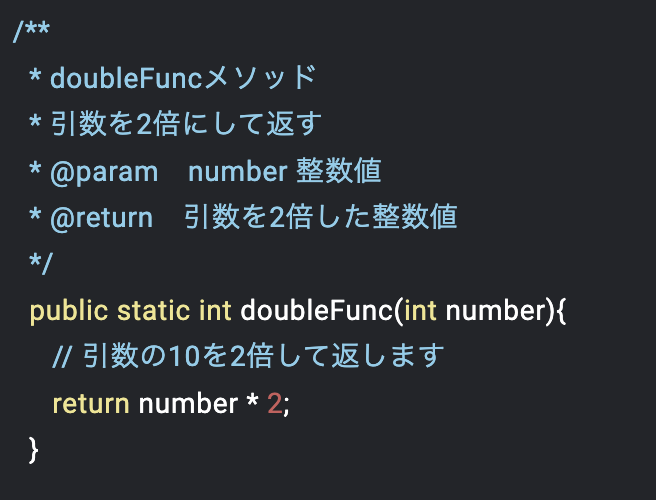 /**
* doubleFuncメソッド
* 引数を2倍にして返す
* @param　number 整数値
* @return　引数を2倍した整数値
*/
public static int doubleFunc(int number){
// 引数の10を2倍して返します
return number * 2;
}